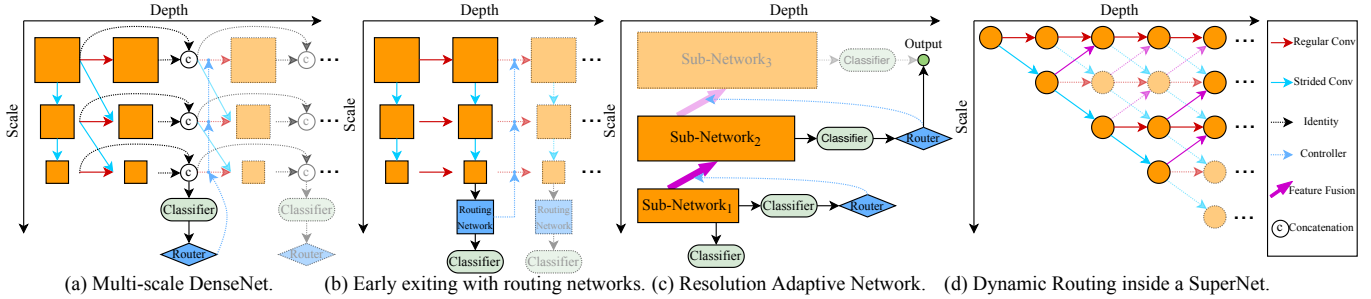 Depth
Scale
c
c
c
c
c
c
Classifier
Classifier
Router
Router
(a) Multi-scale DenseNet.
Depth
Scale
Routing
Network
Routing
Network
Classifier
Classifier
(b) Early exiting with routing networks.
Resolution Adaptation Depth
Scale
Sub-Network3
Classifier
Output
Sub-Network2
Classifier
Router
Sub-Network1
Classifier
Router
Classifier
(c) Resolution Adaptive Network.
Depth
Scale
(d) Dynamic Routing inside a SuperNet.
Regular Conv
Strided Conv
Identity
Controller
Feature Fusion
c Concatenation